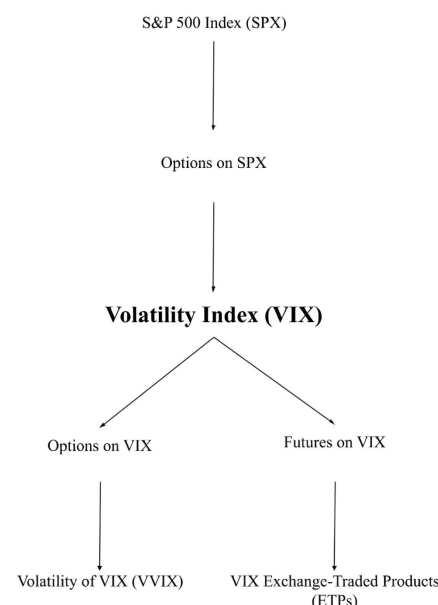 S&P 500 Index (SPX)
Options on SPX
Volatility Index (VIX)
Options on VIX
Futures on VIX
Volatility of VIX (VVIX)
VIX Exchange-Traded Products
(ETPs)